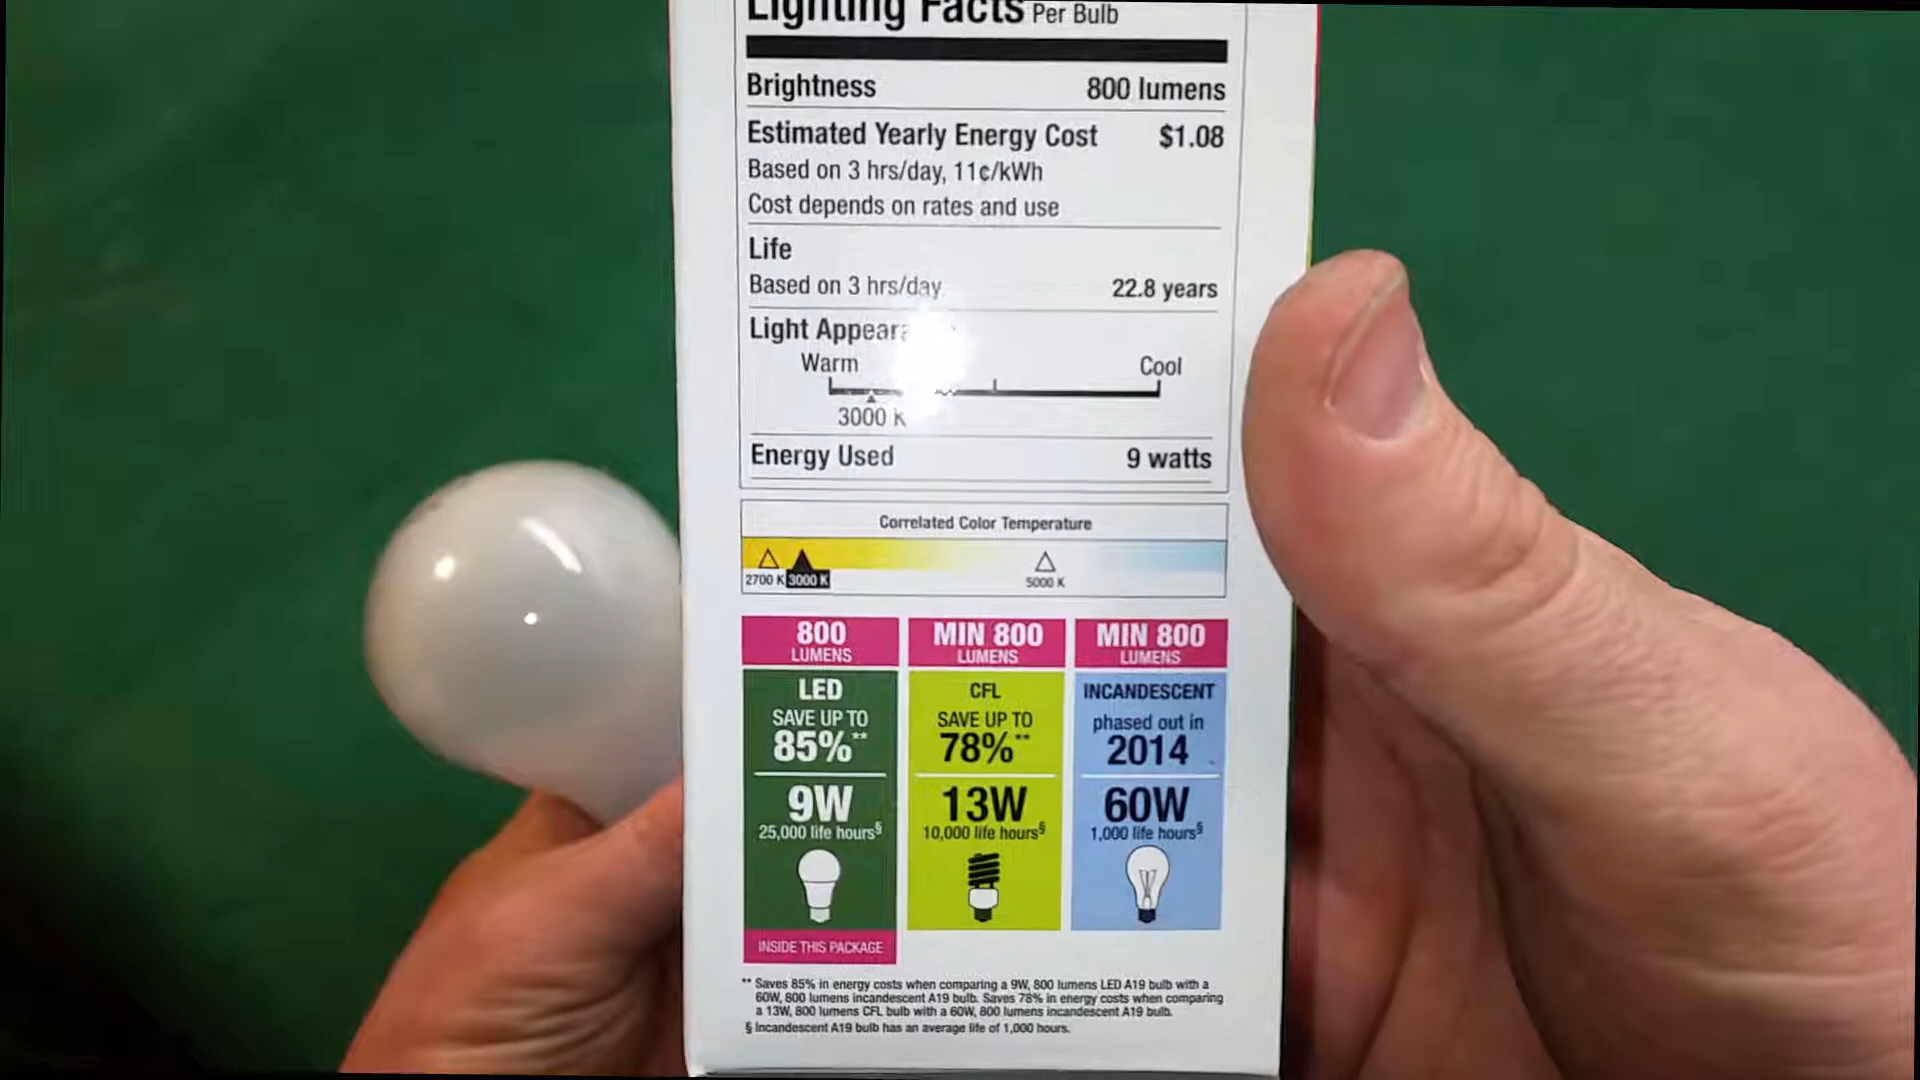 Lighting Facts Per Bulb
Brightness 800 lumens
Estimated Yearly Energy Cost $1.08
Based on 3 hrs/day, 11¢/kWh
Cost depends on rates and use
Life
Based on 3 hrs/day 22.8 years
Light Appear
Warm Cool
3000 K
Energy Used 9 watts
Correlated Color Temperature
2700 K 3000 K 5000 K
800 LUMENS
LED
SAVE UP TO
85%**
9W
25,000 life hours§
INSIDE THIS PACKAGE
MIN 800 LUMENS
CFL
SAVE UP TO
78%**
13W
10,000 life hours§
MIN 800 LUMENS
INCANDESCENT
phased out in
2014
60W
1,000 life hours§
** Saves 85% in energy costs when comparing a 9W, 800 lumens LED A19 bulb with a
60W, 800 lumens incandescent A19 bulb. Saves 78% in energy costs when comparing
a 13W, 800 lumens CFL bulb with a 60W, 800 lumens incandescent A19 bulb.
§ Incandescent A19 bulb has an average life of 1,000 hours.